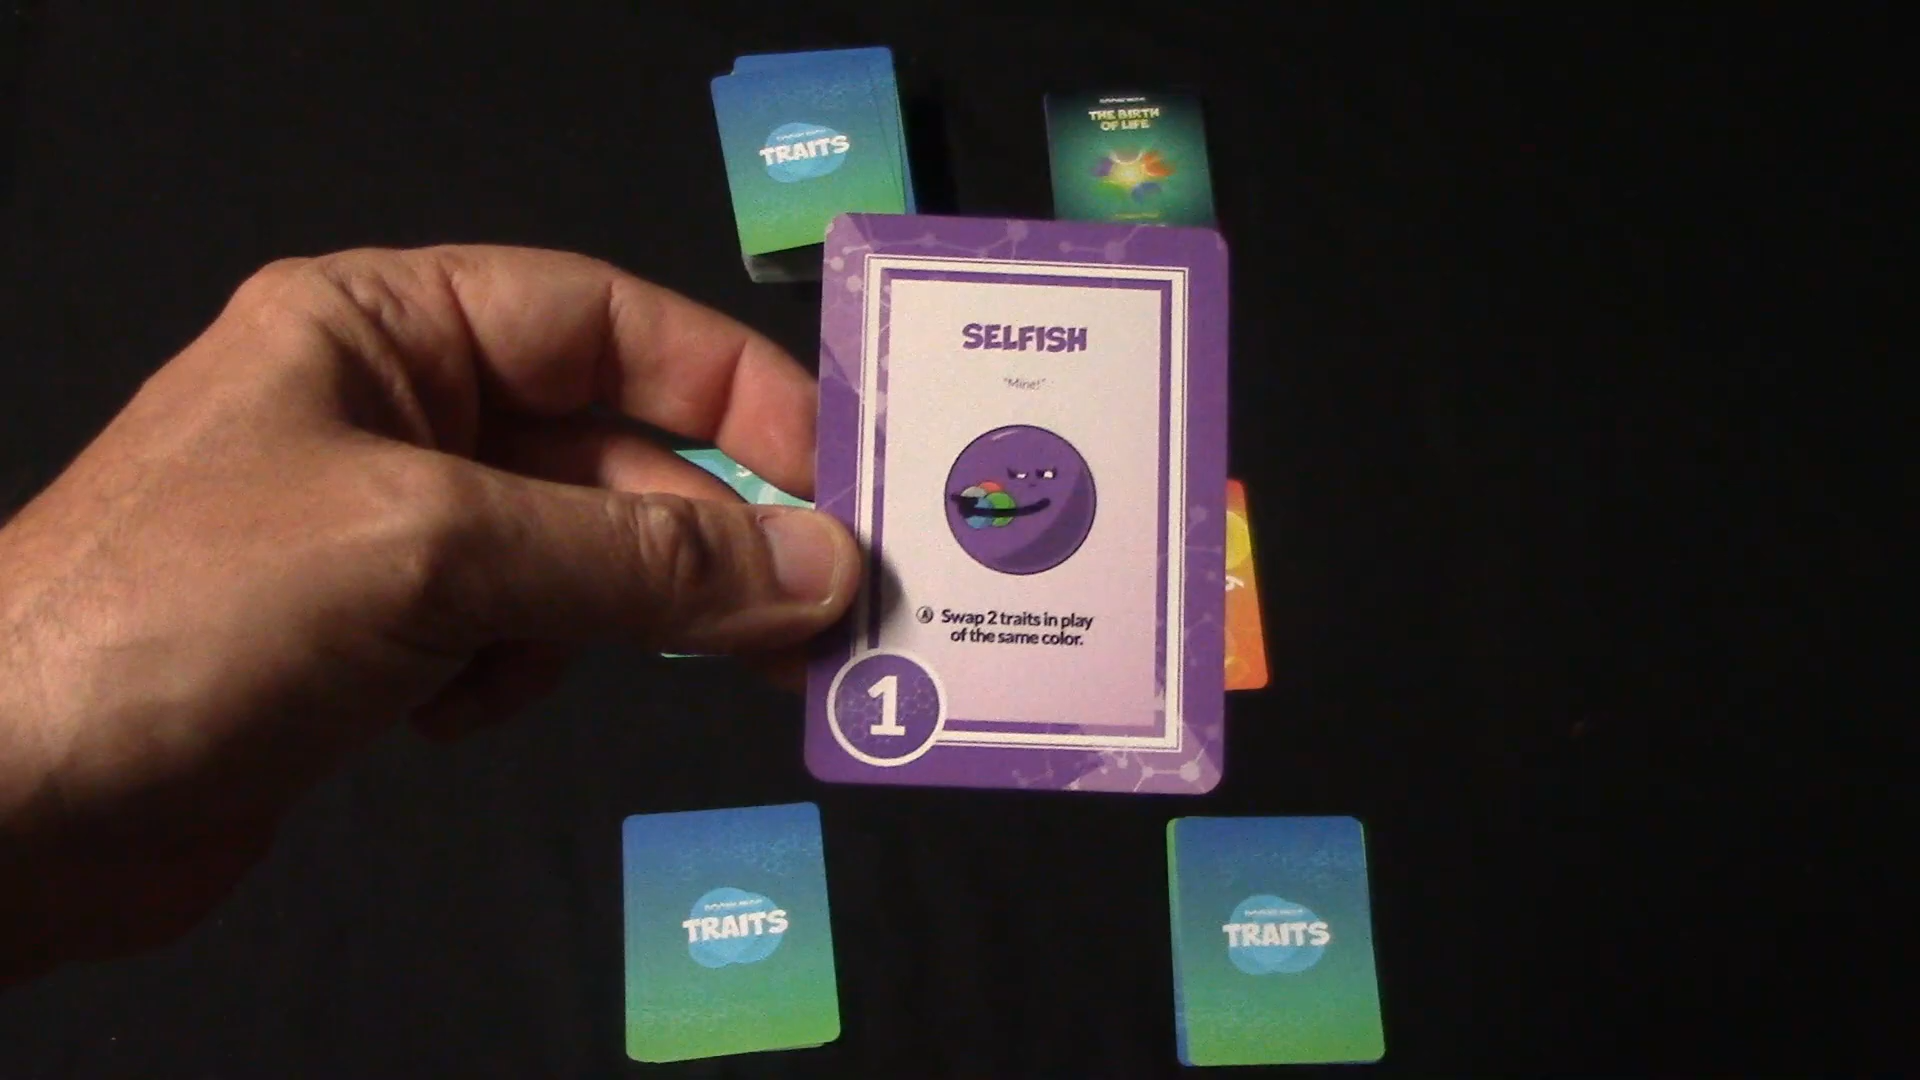 TRAITS
THE BIRTH
OF LIFE
SELFISH
"Mine!"
A Swap 2 traits in play
of the same color.
1
TRAITS
TRAITS